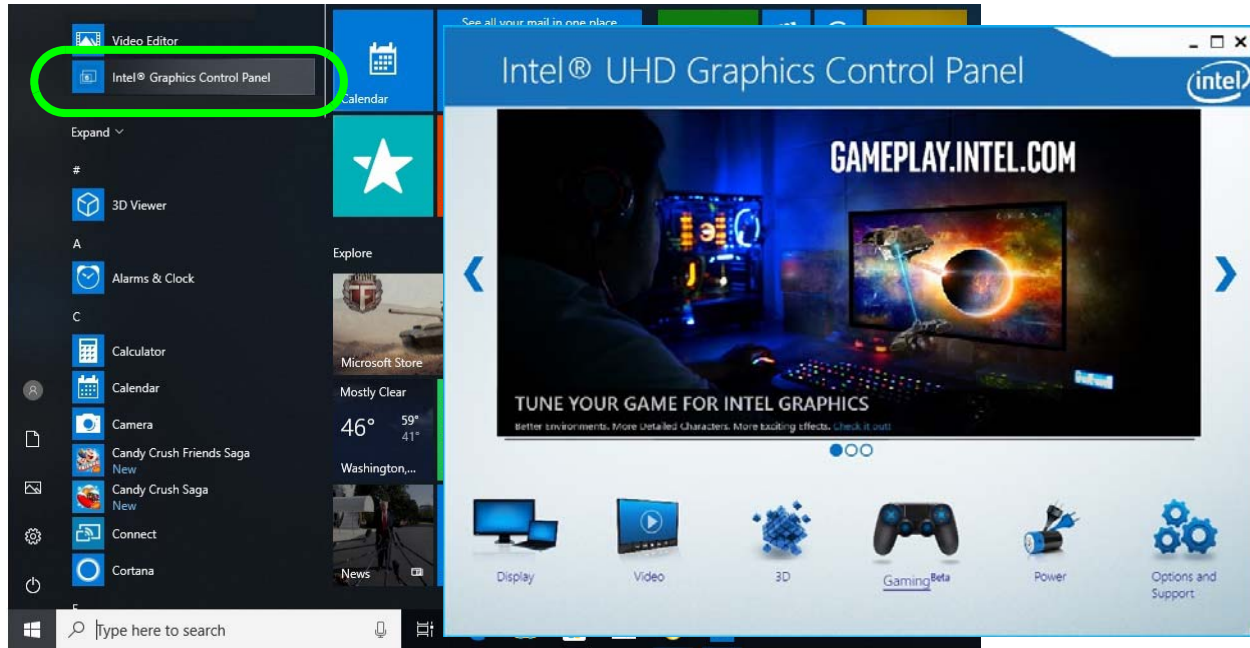 Video Editor
Intel® Graphics Control Panel
Expand
#
3D Viewer
A
Alarms & Clock
C
Calculator
Calendar
Camera
Candy Crush Friends Saga
New
Candy Crush Saga
New
Connect
Cortana
Type here to search
See all your mail in one place
Calendar
Explore
Microsoft Store
Mostly Clear
46° 59°
41°
Washington,...
News
Intel® UHD Graphics Control Panel
intel
GAMEPLAY.INTEL.COM
TUNE YOUR GAME FOR INTEL GRAPHICS
Better Environments. More Detailed Characters. More Exciting Effects. Check it out!
Display
Video
3D
Gaming Beta
Power
Options and
Support